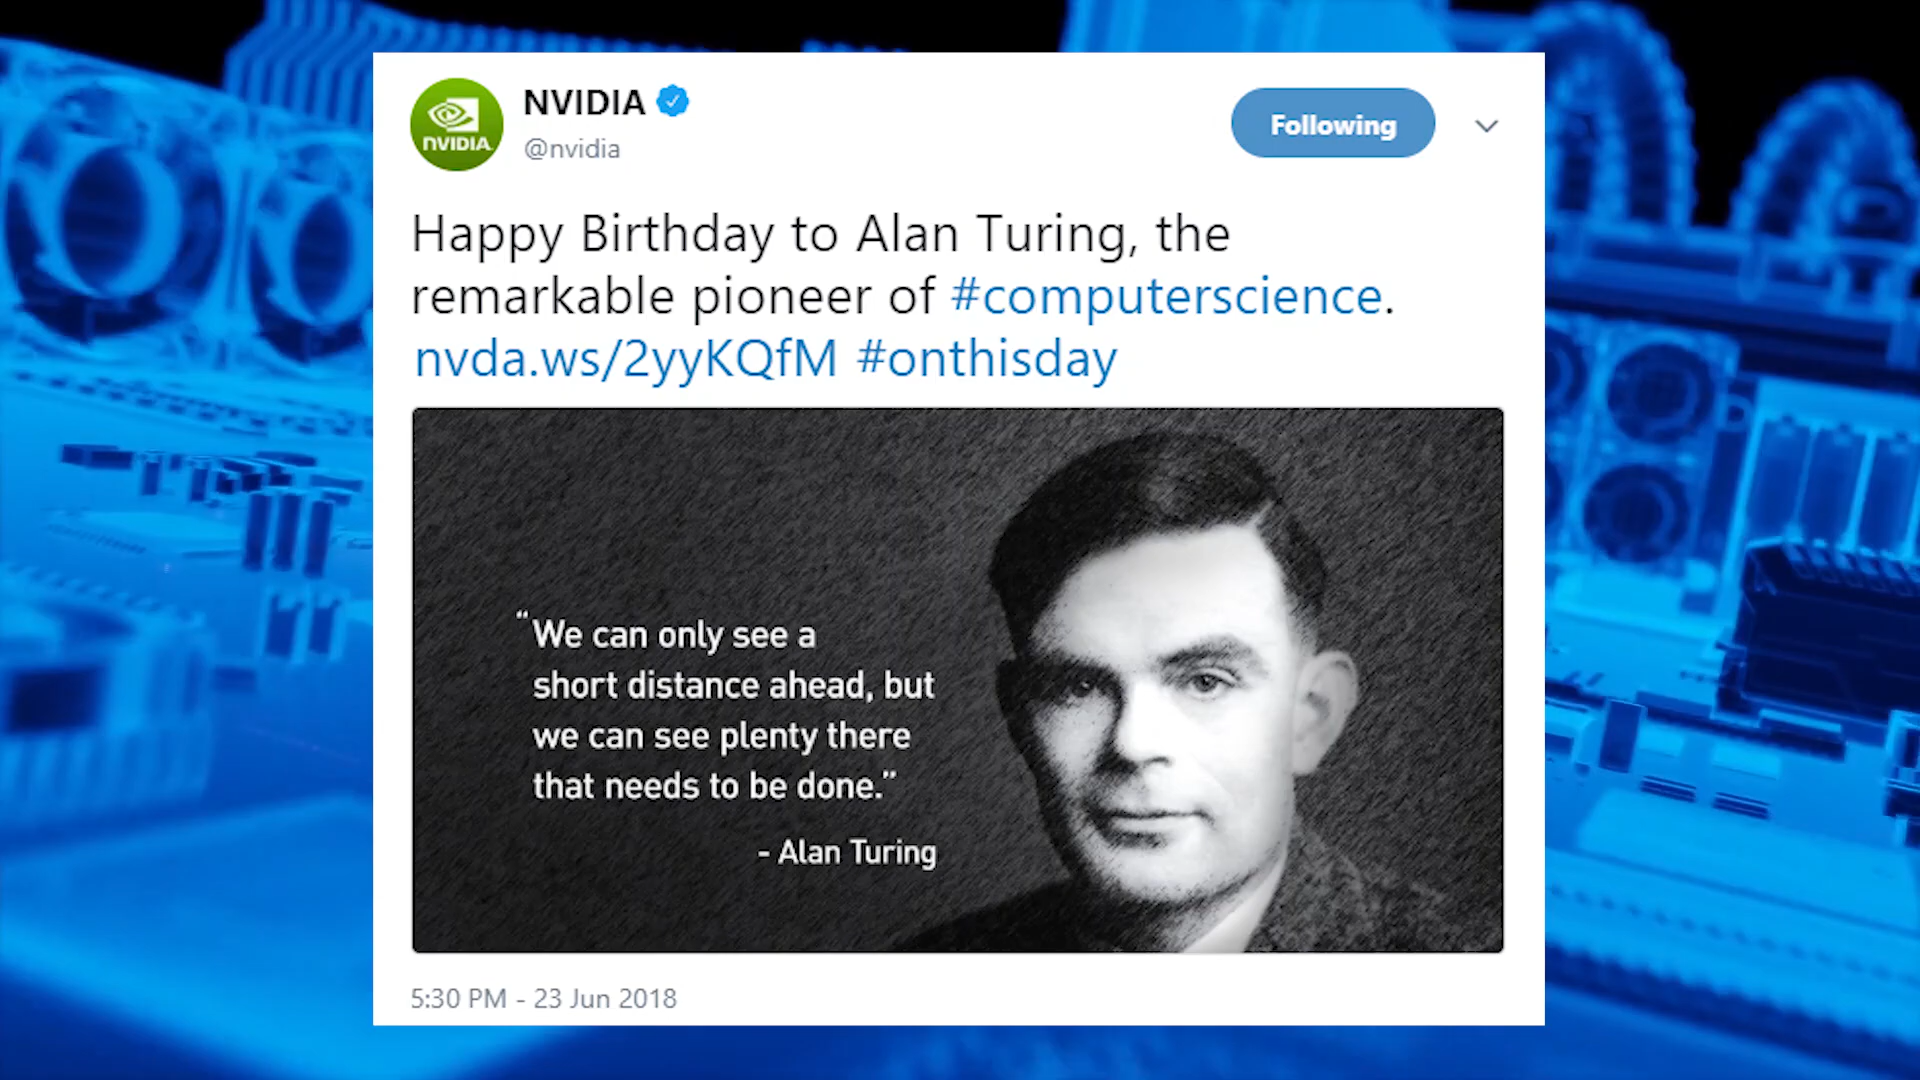 NVIDIA
@nvidia
nVIDIA.
Following
Happy Birthday to Alan Turing, the
remarkable pioneer of #computerscience.
nvda.ws/2yyKQfM #onthisday
“We can only see a
short distance ahead, but
we can see plenty there
that needs to be done.”
- Alan Turing
5:30 PM - 23 Jun 2018